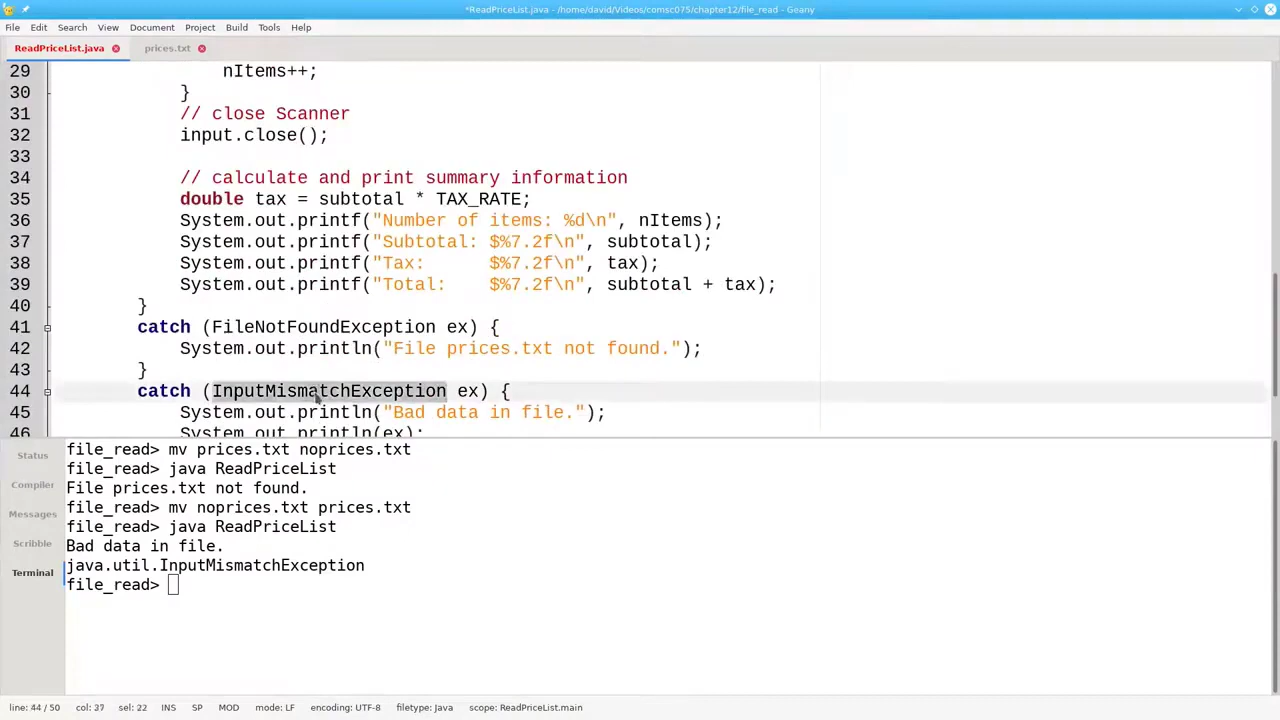 *ReadPriceList.java - /home/david/Videos/comsc075/chapter12/file_read - Geany
File Edit Search View Document Project Build Tools Help
ReadPriceList.java prices.txt
29 nItems++;
30 }
31 // close Scanner
32 input.close();
33
34 // calculate and print summary information
35 double tax = subtotal * TAX_RATE;
36 System.out.printf("Number of items: %d\n", nItems);
37 System.out.printf("Subtotal: $%7.2f\n", subtotal);
38 System.out.printf("Tax:      $%7.2f\n", tax);
39 System.out.printf("Total:    $%7.2f\n", subtotal + tax);
40 }
41 catch (FileNotFoundException ex) {
42 System.out.println("File prices.txt not found.");
43 }
44 catch (InputMismatchException ex) {
45 System.out.println("Bad data in file.");
46 System.out.println(ex);
Status
Compiler
Messages
Scribble
Terminal
file_read> mv prices.txt noprices.txt
file_read> java ReadPriceList
File prices.txt not found.
file_read> mv noprices.txt prices.txt
file_read> java ReadPriceList
Bad data in file.
java.util.InputMismatchException
file_read>
line: 44 / 50 col: 37 sel: 22 INS SP MOD mode: LF encoding: UTF-8 filetype: Java scope: ReadPriceList.main